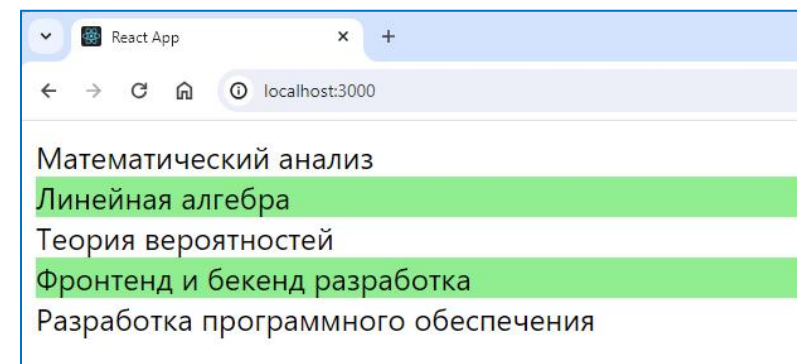 React App
localhost:3000
Математический анализ
Линейная алгебра
Теория вероятностей
Фронтенд и бекенд разработка
Разработка программного обеспечения